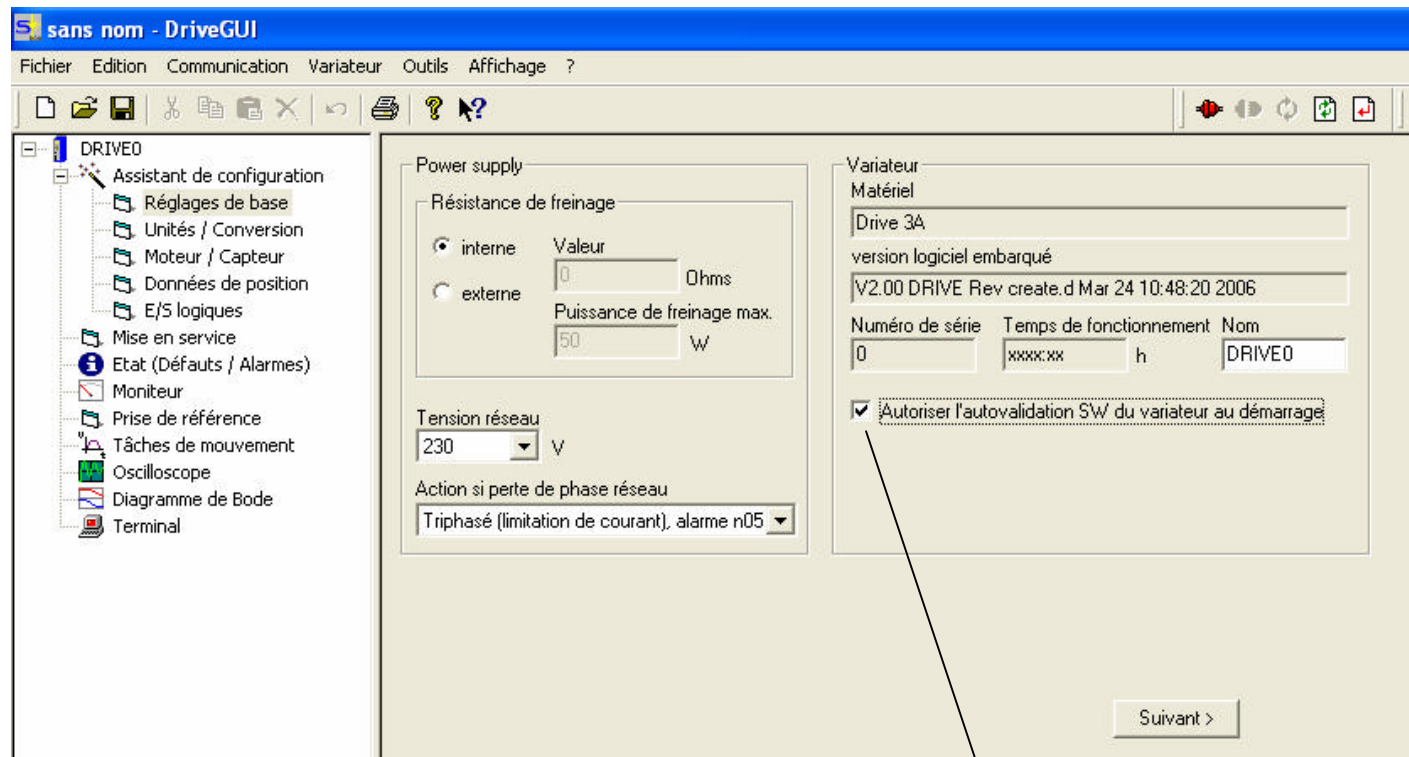 sans nom - DriveGUI
Fichier Edition Communication Variateur Outils Affichage ?
DRIVE0
Assistant de configuration
Réglages de base
Unités / Conversion
Moteur / Capteur
Données de position
E/S logiques
Mise en service
Etat (Défauts / Alarmes)
Moniteur
Prise de référence
Tâches de mouvement
Oscilloscope
Diagramme de Bode
Terminal
Power supply
Résistance de freinage
interne
externe
Valeur
0 Ohms
Puissance de freinage max.
50 W
Tension réseau
230 V
Action si perte de phase réseau
Triphasé (limitation de courant), alarme n05
Variateur
Matériel
Drive 3A
version logiciel embarqué
V2.00 DRIVE Rev create.d Mar 24 10:48:20 2006
Numéro de série Temps de fonctionnement Nom
0 xxxx:xx h DRIVE0
Autoriser l'autovalidation SW du variateur au démarrage
Suivant >